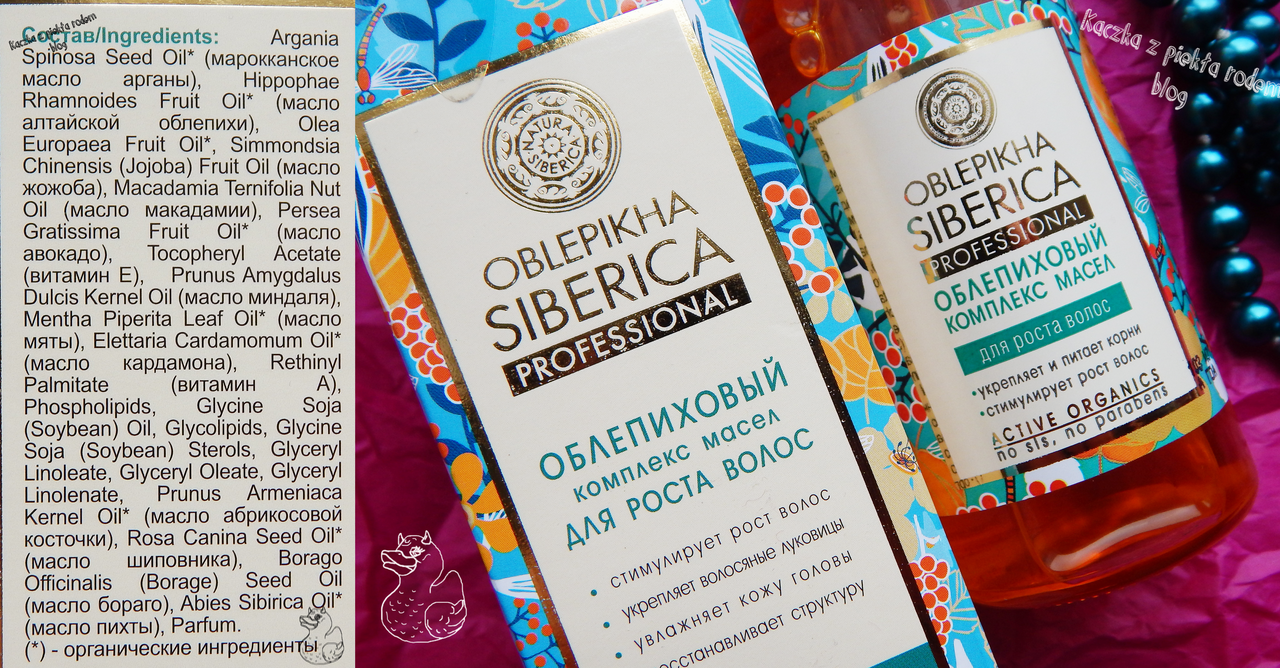 Состав/Ingredients: Argania
Spinosa Seed Oil* (марокканское
масло арганы), Hippophae
Rhamnoides Fruit Oil* (масло
алтайской облепихи), Olea
Europaea Fruit Oil*, Simmondsia
Chinensis (Jojoba) Fruit Oil (масло
жожоба), Macadamia Ternifolia Nut
Oil (масло макадамии), Persea
Gratissima Fruit Oil* (масло
авокадо), Tocopheryl Acetate
(витамин Е), Prunus Amygdalus
Dulcis Kernel Oil (масло миндаля),
Mentha Piperita Leaf Oil* (масло
мяты), Elettaria Cardamomum Oil*
(масло кардамона), Rethinyl
Palmitate (витамин А),
Phospholipids, Glycine Soja
(Soybean) Oil, Glycolipids, Glycine
Soja (Soybean) Sterols, Glyceryl
Linoleate, Glyceryl Oleate, Glyceryl
Linolenate, Prunus Armeniaca
Kernel Oil* (масло абрикосовой
косточки), Rosa Canina Seed Oil*
(масло шиповника), Borago
Officinalis (Borage) Seed Oil
(масло бораго), Abies Sibirica Oil*
(масло пихты), Parfum.
(*) - органические ингредиенты
Kaczka z piekła rodem
blog
NATURA
SIBERICA
OBLEPIKHA
SIBERICA
PROFESSIONAL
ОБЛЕПИХОВЫЙ
комплекс масел
ДЛЯ РОСТА ВОЛОС
• стимулирует рост волос
• укрепляет волосяные луковицы
• увлажняет кожу головы
восстанавливает структуру
OBLEPIKHA
SIBERICA
PROFESSIONAL
ОБЛЕПИХОВЫЙ
КОМПЛЕКС МАСЕЛ
для роста волос
•укрепляет и питает корни
•стимулирует рост волос
ACTIVE ORGANICS
no sls, no parabens
Kaczka z piekła rodem
blog